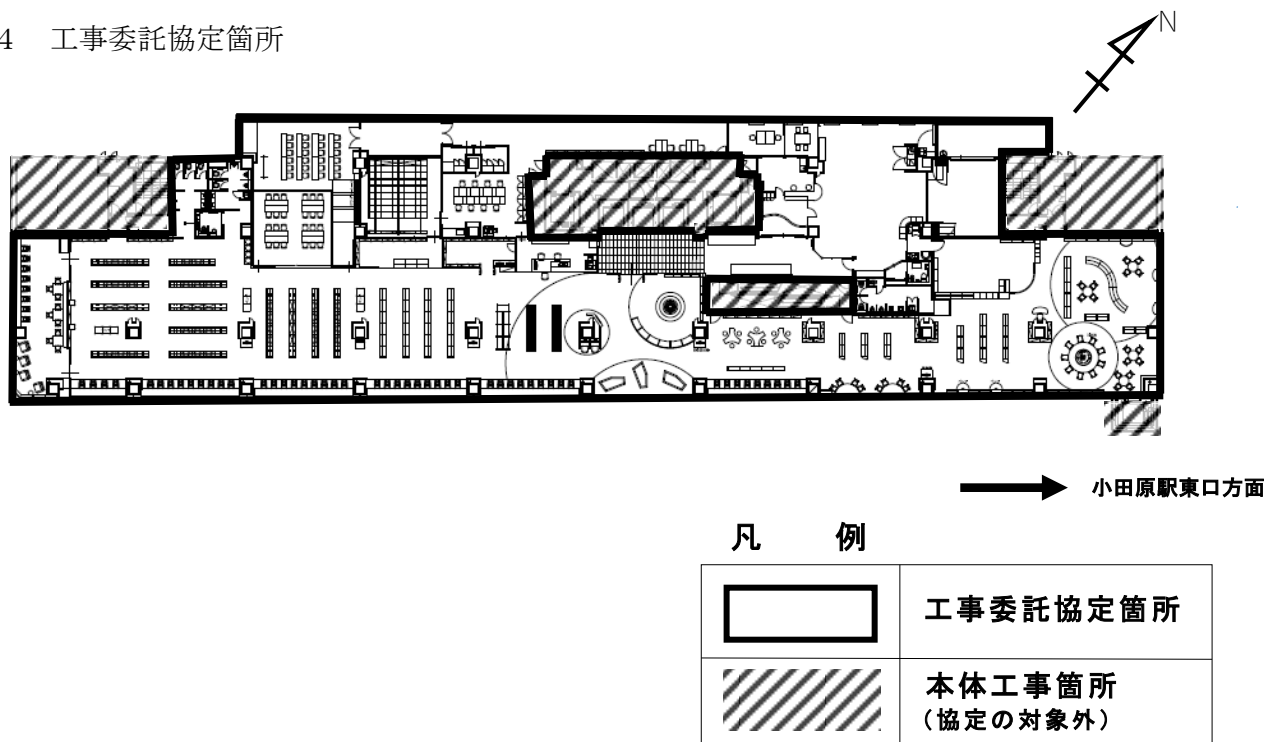 4 工事委託協定箇所
N
小田原駅東口方面
凡 例
工事委託協定箇所
本体工事箇所
(協定の対象外)